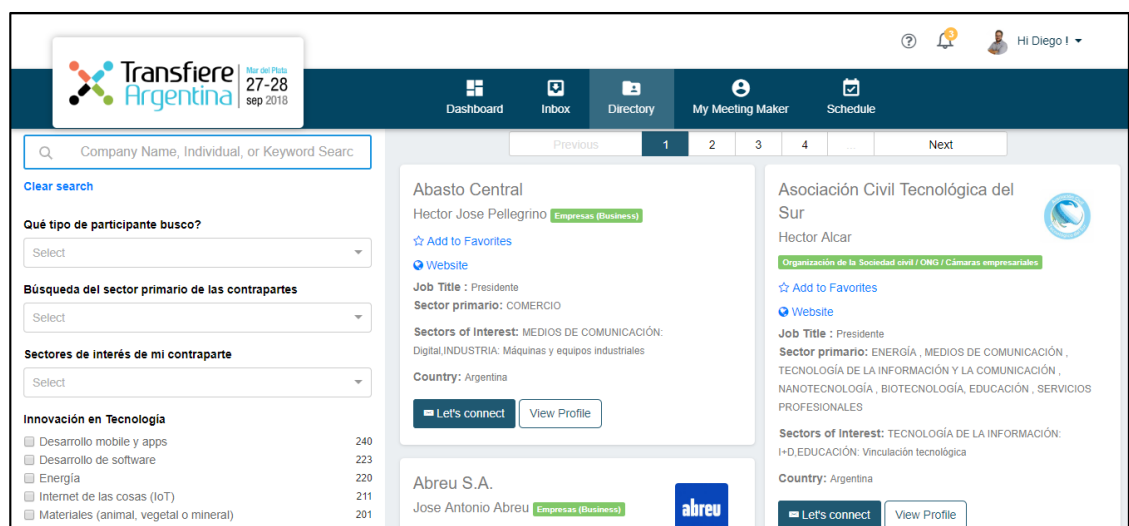 3
Hi Diego !
Transfiere
Argentina
Mar del Plata
27-28
sep 2018
Dashboard
Inbox
Directory
My Meeting Maker
Schedule
Company Name, Individual, or Keyword Searc
Clear search
Qué tipo de participante busco?
Select
Búsqueda del sector primario de las contrapartes
Select
Sectores de interés de mi contraparte
Select
Innovación en Tecnología
Desarrollo mobile y apps 240
Desarrollo de software 223
Energía 220
Internet de las cosas (IoT) 211
Materiales (animal, vegetal o mineral) 201
Previous 1 2 3 4 ... Next
Abasto Central
Hector Jose Pellegrino Empresas (Business)
Add to Favorites
Website
Job Title : Presidente
Sector primario: COMERCIO
Sectors of Interest: MEDIOS DE COMUNICACIÓN:
Digital,INDUSTRIA: Máquinas y equipos industriales
Country: Argentina
Let's connect View Profile
Abreu S.A.
Jose Antonio Abreu Empresas (Business)
abreu
Asociación Civil Tecnológica del
Sur
Hector Alcar
Organización de la Sociedad civil / ONG / Cámaras empresariales
Add to Favorites
Website
Job Title : Presidente
Sector primario: ENERGÍA , MEDIOS DE COMUNICACIÓN ,
TECNOLOGÍA DE LA INFORMACIÓN Y LA COMUNICACIÓN ,
NANOTECNOLOGÍA , BIOTECNOLOGÍA, EDUCACIÓN , SERVICIOS
PROFESIONALES
Sectors of Interest: TECNOLOGÍA DE LA INFORMACIÓN:
I+D,EDUCACIÓN: Vinculación tecnológica
Country: Argentina
Let's connect View Profile